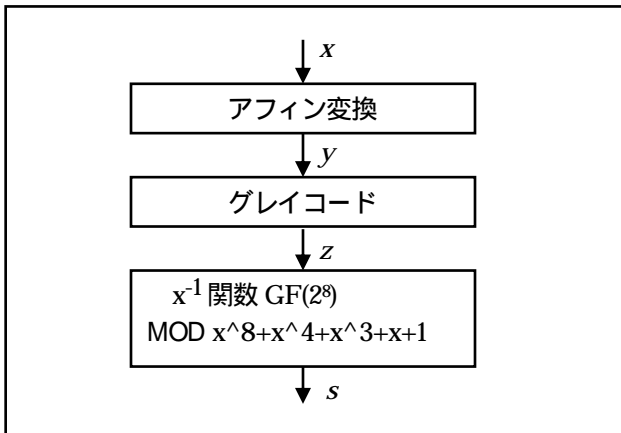 x
アフィン変換
y
グレイコード
z
x⁻¹ 関数 GF(2⁸)
MOD x^8+x^4+x^3+x+1
s